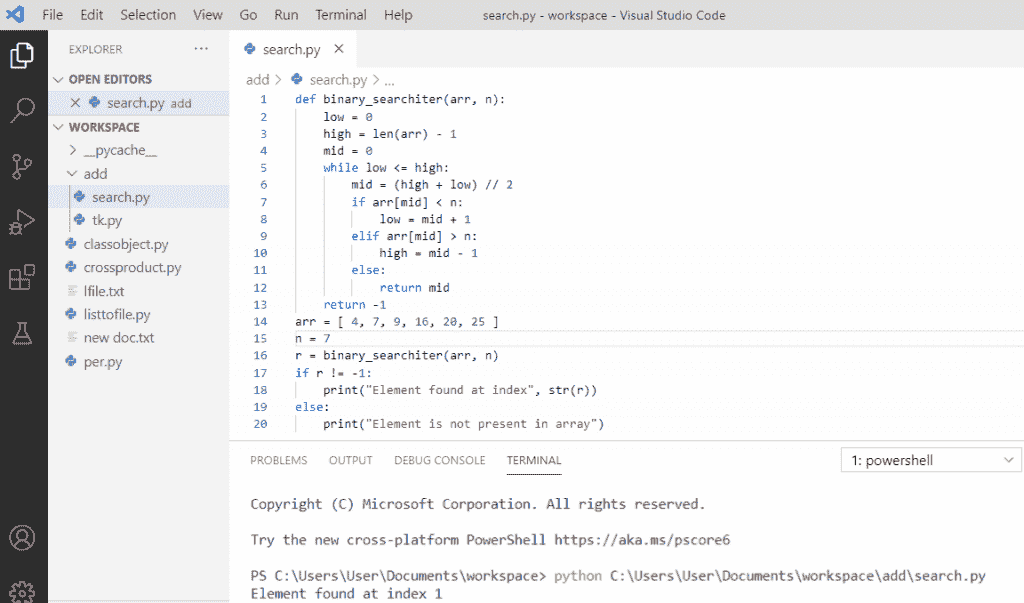 File Edit Selection View Go Run Terminal Help search.py - workspace - Visual Studio Code
EXPLORER ...
OPEN EDITORS
search.py add
WORKSPACE
__pycache__
add
search.py
tk.py
classobject.py
crossproduct.py
lfile.txt
listtofile.py
new doc.txt
per.py
search.py
add > search.py > ...
1 def binary_searchiter(arr, n):
2     low = 0
3     high = len(arr) - 1
4     mid = 0
5     while low <= high:
6         mid = (high + low) // 2
7         if arr[mid] < n:
8             low = mid + 1
9         elif arr[mid] > n:
10             high = mid - 1
11         else:
12             return mid
13     return -1
14 arr = [ 4, 7, 9, 16, 20, 25 ]
15 n = 7
16 r = binary_searchiter(arr, n)
17 if r != -1:
18     print("Element found at index", str(r))
19 else:
20     print("Element is not present in array")
PROBLEMS OUTPUT DEBUG CONSOLE TERMINAL 1: powershell
Copyright (C) Microsoft Corporation. All rights reserved.
Try the new cross-platform PowerShell https://aka.ms/pscore6
PS C:\Users\User\Documents\workspace> python C:\Users\User\Documents\workspace\add\search.py
Element found at index 1